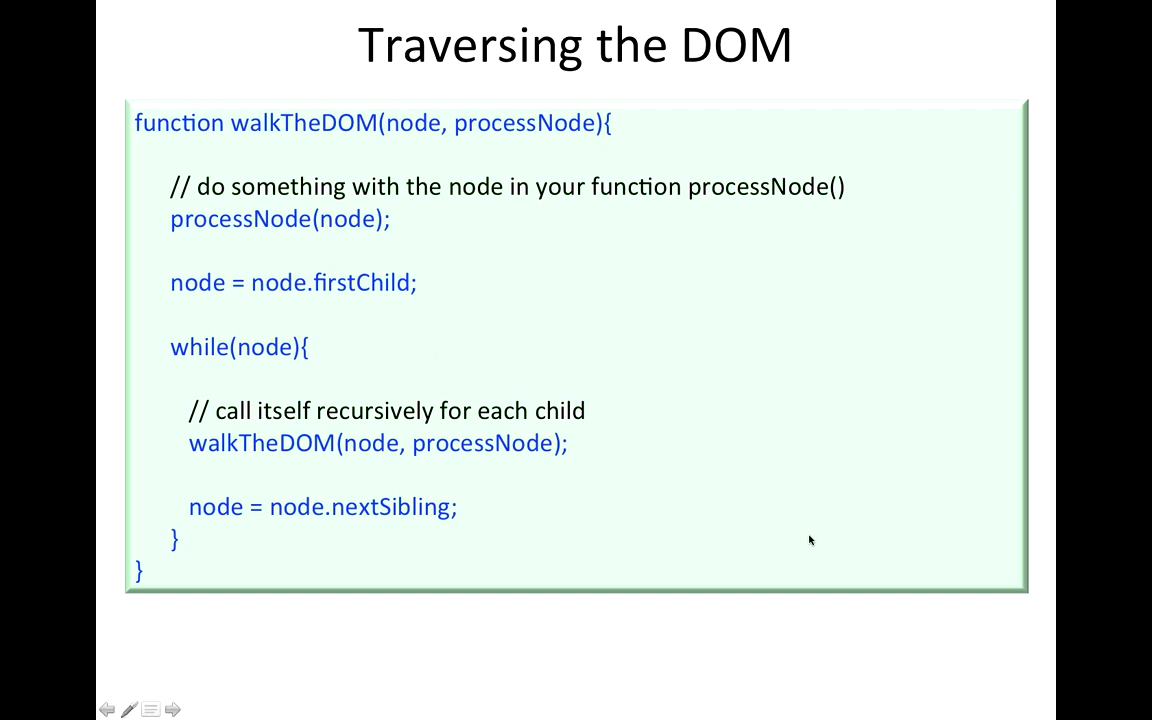 Traversing the DOM
function walkTheDOM(node, processNode){
// do something with the node in your function processNode()
processNode(node);
node = node.firstChild;
while(node){
// call itself recursively for each child
walkTheDOM(node, processNode);
node = node.nextSibling;
}
}